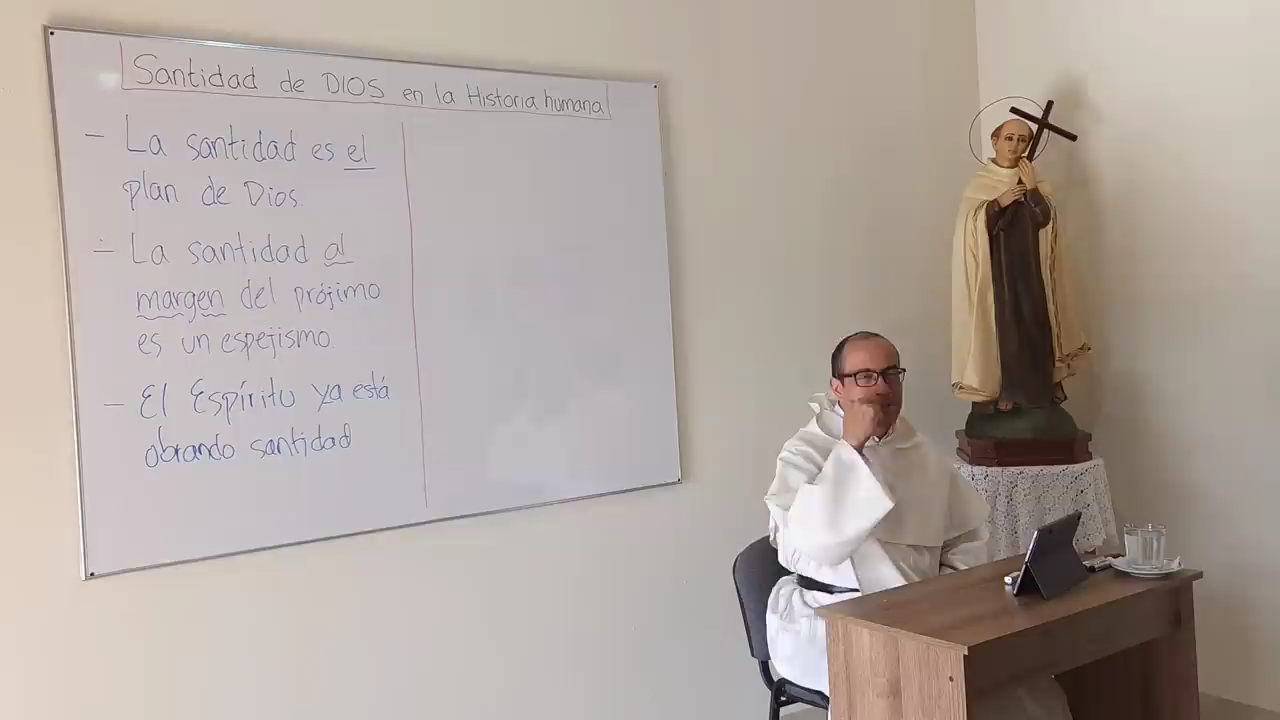 Santidad de DIOS en la Historia humana
- La santidad es el
plan de Dios.
- La santidad al
margen del prójimo
es un espejismo.
- El Espíritu ya está
obrando santidad